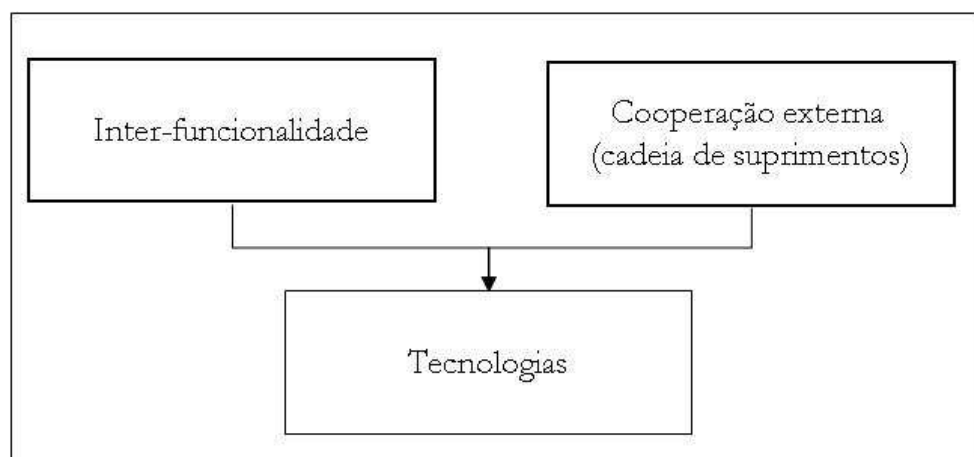 Inter-funcionalidade
Cooperação externa
(cadeia de suprimentos)
Tecnologias